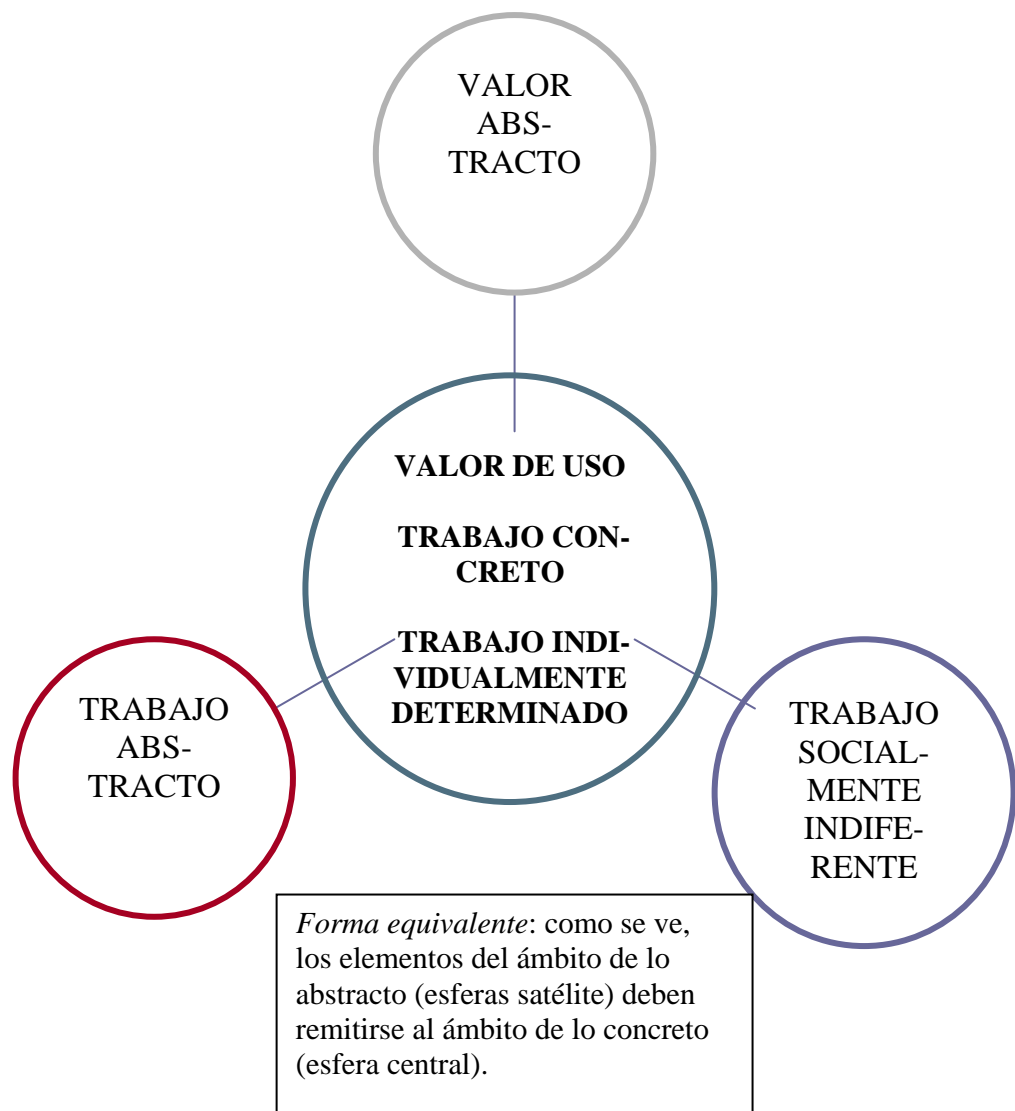 VALOR
ABS-
TRACTO
VALOR DE USO
TRABAJO CON-
CRETO
TRABAJO INDI-
VIDUALMENTE
DETERMINADO
TRABAJO
ABS-
TRACTO
TRABAJO
SOCIAL-
MENTE
INDIFE-
RENTE
Forma equivalente: como se ve,
los elementos del ámbito de lo
abstracto (esferas satélite) deben
remitirse al ámbito de lo concreto
(esfera central).